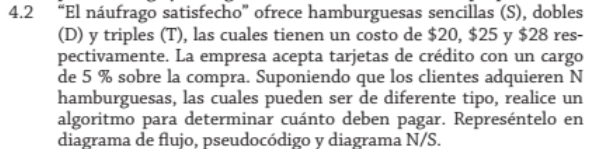 4.2 “El náufrago satisfecho” ofrece hamburguesas sencillas (S), dobles
(D) y triples (T), las cuales tienen un costo de $20, $25 y $28 res-
pectivamente. La empresa acepta tarjetas de crédito con un cargo
de 5 % sobre la compra. Suponiendo que los clientes adquieren N
hamburguesas, las cuales pueden ser de diferente tipo, realice un
algoritmo para determinar cuánto deben pagar. Represéntelo en
diagrama de flujo, pseudocódigo y diagrama N/S.